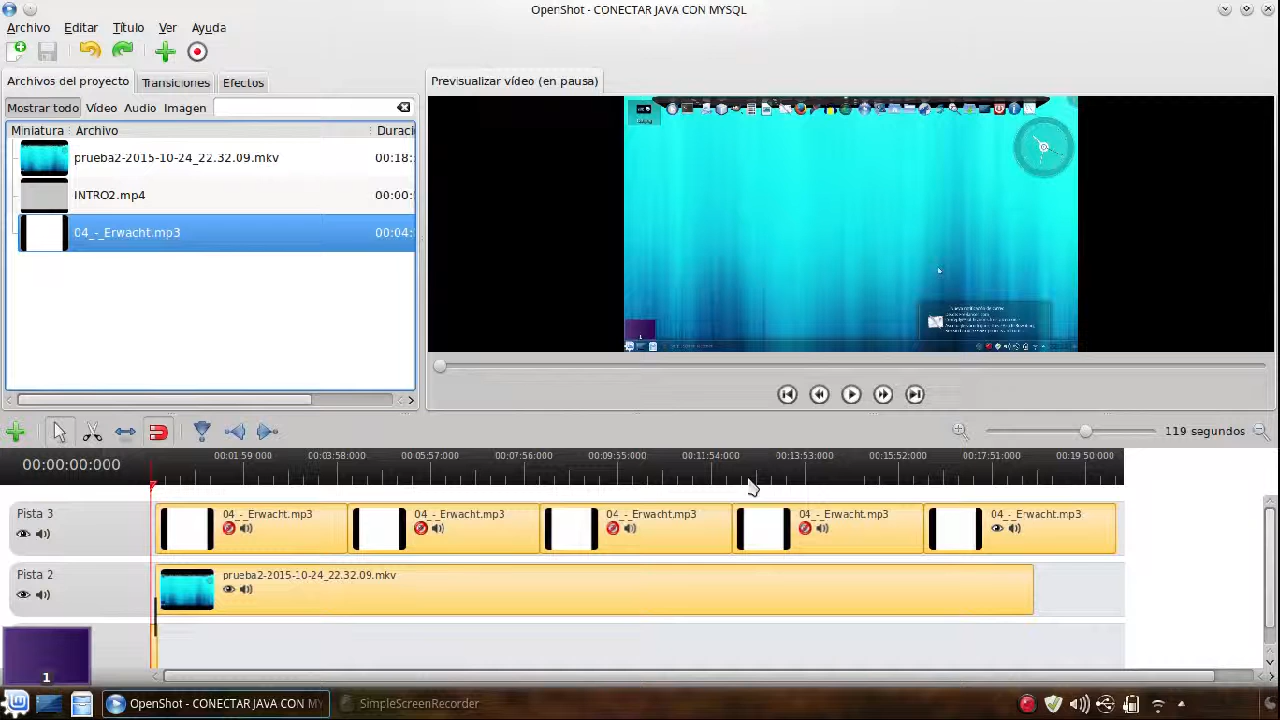 OpenShot - CONECTAR JAVA CON MYSQL
Archivo Editar Título Ver Ayuda
Archivos del proyecto Transiciones Efectos
Previsualizar vídeo (en pausa)
Mostrar todo Vídeo Audio Imagen
Miniatura Archivo Duraci
prueba2-2015-10-24_22.32.09.mkv 00:18:
INTRO2.mp4 00:00:
04_-_Erwacht.mp3 00:04:
119 segundos
00:00:00:000
00:01:59:000 00:03:58:000 00:05:57:000 00:07:56:000 00:09:55:000 00:11:54:000 00:13:53:000 00:15:52:000 00:17:51:000 00:19:50:000
Pista 3
04_-_Erwacht.mp3 04_-_Erwacht.mp3 04_-_Erwacht.mp3 04_-_Erwacht.mp3 04_-_Erwacht.mp3
Pista 2
prueba2-2015-10-24_22.32.09.mkv
1
OpenShot - CONECTAR JAVA CON MY
SimpleScreenRecorder